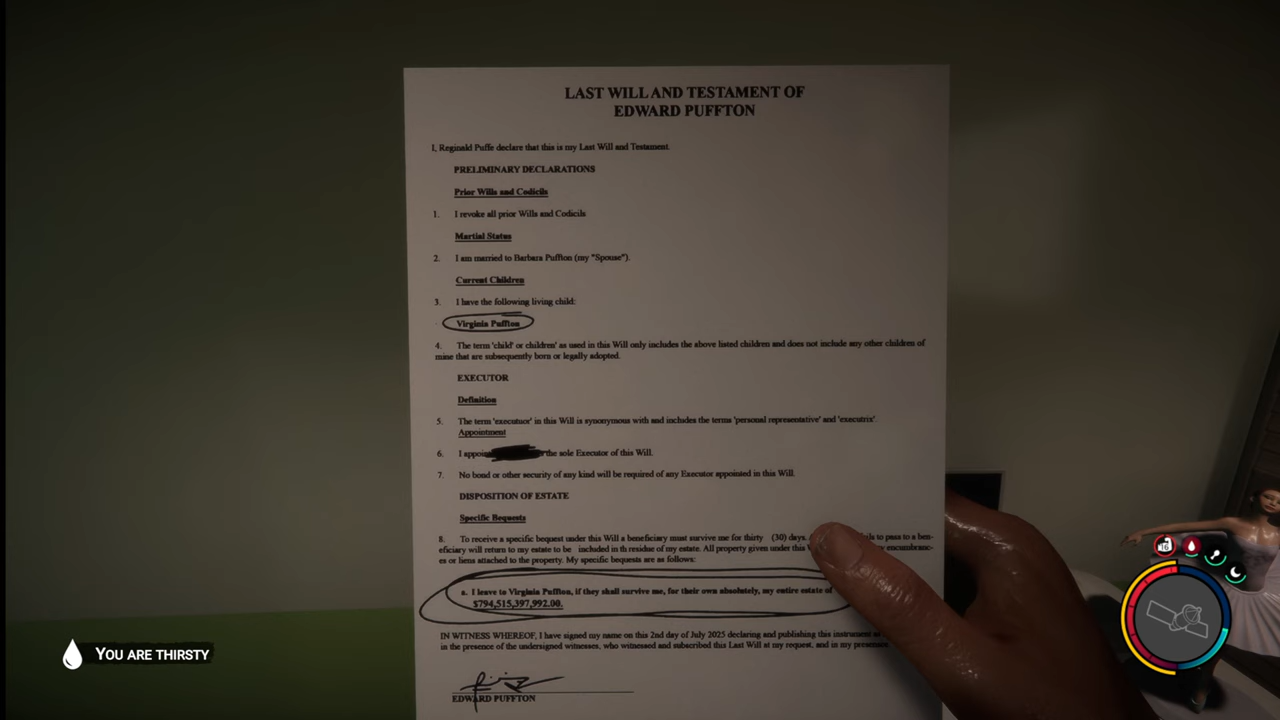 LAST WILL AND TESTAMENT OF
EDWARD PUFFTON
I, Reginald Puffe declare that this is my Last Will and Testament.
PRELIMINARY DECLARATIONS
Prior Wills and Codicils
1. I revoke all prior Wills and Codicils
Martial Status
2. I am married to Barbara Puffton (my "Spouse").
Current Children
3. I have the following living child:
Virginia Puffton
4. The term 'child' or children' as used in this Will only includes the above listed children and does not include any other children of
mine that are subsequently born or legally adopted.
EXECUTOR
Definition
5. The term 'executuor' in this Will is synonymous with and includes the terms 'personal representative' and 'executrix'.
Appointment
6. I appoint the sole Executor of this Will.
7. No bond or other security of any kind will be required of any Executor appointed in this Will.
DISPOSITION OF ESTATE
Specific Bequests
8. To receive a specific bequest under this Will a beneficiary must survive me for thirty (30) days. to pass to a ben-
eficiary will return to my estate to be included in th residue of my estate. All property given under this encumbranc-
es or liens attached to the property. My specific bequests are as follows:
a. I leave to Virginia Puffton, if they shall survive me, for their own absolutely, my entire estate of
$794,515,397,992.00.
IN WITNESS WHEREOF, I have signed my name on this 2nd day of July 2025 declaring and publishing this instrument
in the presence of the undersigned witnesses, who witnessed and subscribed this Last Will at my request, and in my presence.
EDWARD PUFFTON
YOU ARE THIRSTY
16